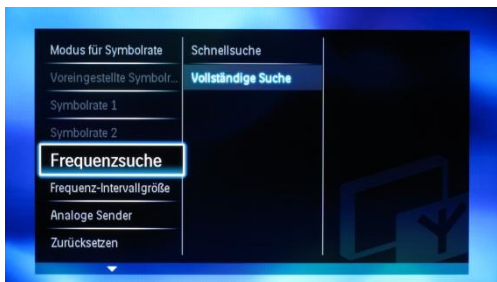 Modus für Symbolrate
Voreingestellte Symbolr...
Symbolrate 1
Symbolrate 2
Frequenzsuche
Frequenz-Intervallgröße
Analoge Sender
Zurücksetzen
Schnellsuche
Vollständige Suche